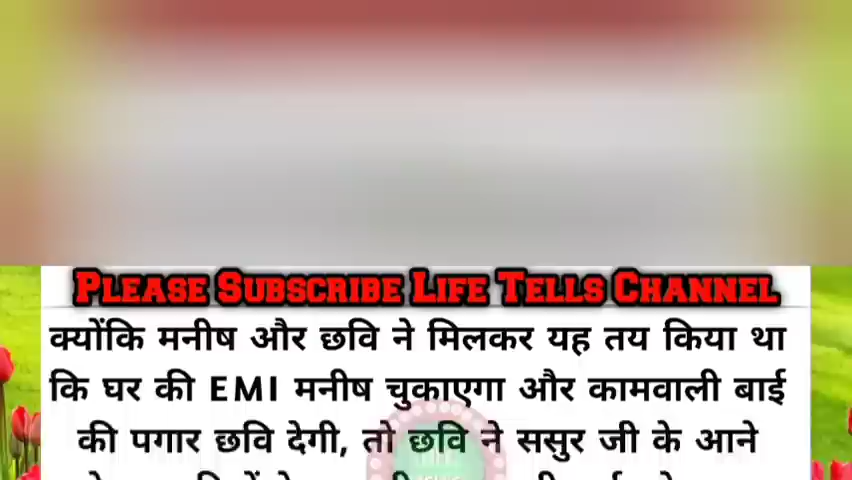 Please Subscribe Life Tells Channel
क्योंकि मनीष और छवि ने मिलकर यह तय किया था
कि घर की EMI मनीष चुकाएगा और कामवाली बाई
की पगार छवि देगी, तो छवि ने ससुर जी के आने